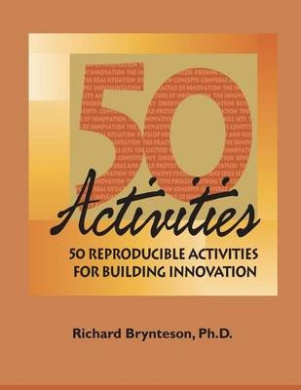 50
Activities
50 REPRODUCIBLE ACTIVITIES
FOR BUILDING INNOVATION
Richard Brynteson, Ph.D.